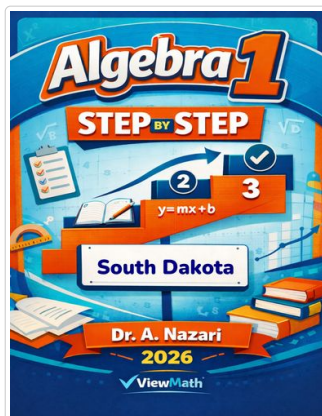 Algebra 1
STEP BY STEP
2
3
y=mx+b
South Dakota
Dr. A. Nazari
2026
ViewMath